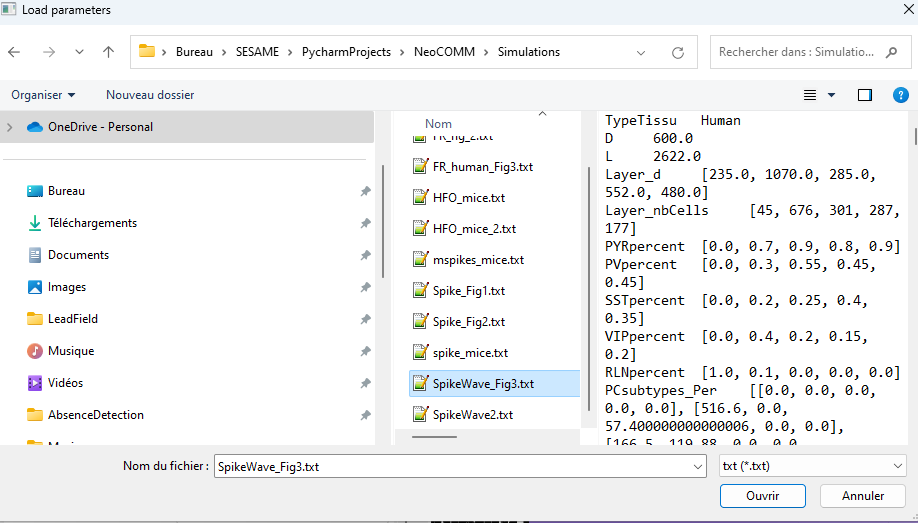 Load parameters
Bureau > SESAME > PycharmProjects > NeoCOMM > Simulations
Rechercher dans : Simulatio...
Organiser
Nouveau dossier
OneDrive - Personal
Bureau
Téléchargements
Documents
Images
LeadField
Musique
Vidéos
AbsenceDetection
Nom
FR_human_Fig3.txt
HFO_mice.txt
HFO_mice_2.txt
mspikes_mice.txt
Spike_Fig1.txt
Spike_Fig2.txt
spike_mice.txt
SpikeWave_Fig3.txt
SpikeWave2.txt
TypeTissu Human
D 600.0
L 2622.0
Layer_d [235.0, 1070.0, 285.0,
552.0, 480.0]
Layer_nbCells [45, 676, 301, 287,
177]
PYRpercent [0.0, 0.7, 0.9, 0.8, 0.9]
PVpercent [0.0, 0.3, 0.55, 0.45,
0.45]
SSTpercent [0.0, 0.2, 0.25, 0.4,
0.35]
VIPpercent [0.0, 0.4, 0.2, 0.15,
0.2]
RLNpercent [1.0, 0.1, 0.0, 0.0, 0.0]
PCsubtypes_Per [[0.0, 0.0, 0.0,
0.0, 0.0], [516.6, 0.0,
57.400000000000006, 0.0, 0.0],
[166.5, 119.88, 0.0, 0.0
Nom du fichier :
SpikeWave_Fig3.txt
txt (*.txt)
Ouvrir
Annuler